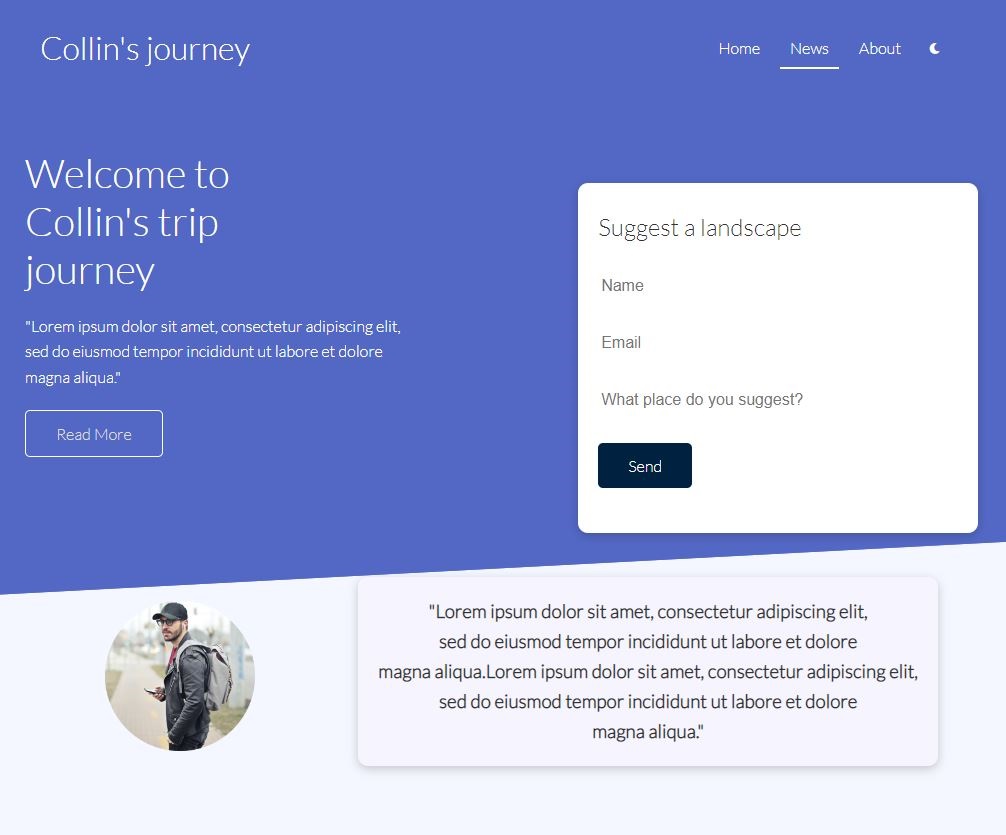 Collin's journey
Home News About
Welcome to
Collin's trip
journey
"Lorem ipsum dolor sit amet, consectetur adipiscing elit,
sed do eiusmod tempor incididunt ut labore et dolore
magna aliqua."
Read More
Suggest a landscape
Name
Email
What place do you suggest?
Send
"Lorem ipsum dolor sit amet, consectetur adipiscing elit,
sed do eiusmod tempor incididunt ut labore et dolore
magna aliqua.Lorem ipsum dolor sit amet, consectetur adipiscing elit,
sed do eiusmod tempor incididunt ut labore et dolore
magna aliqua."